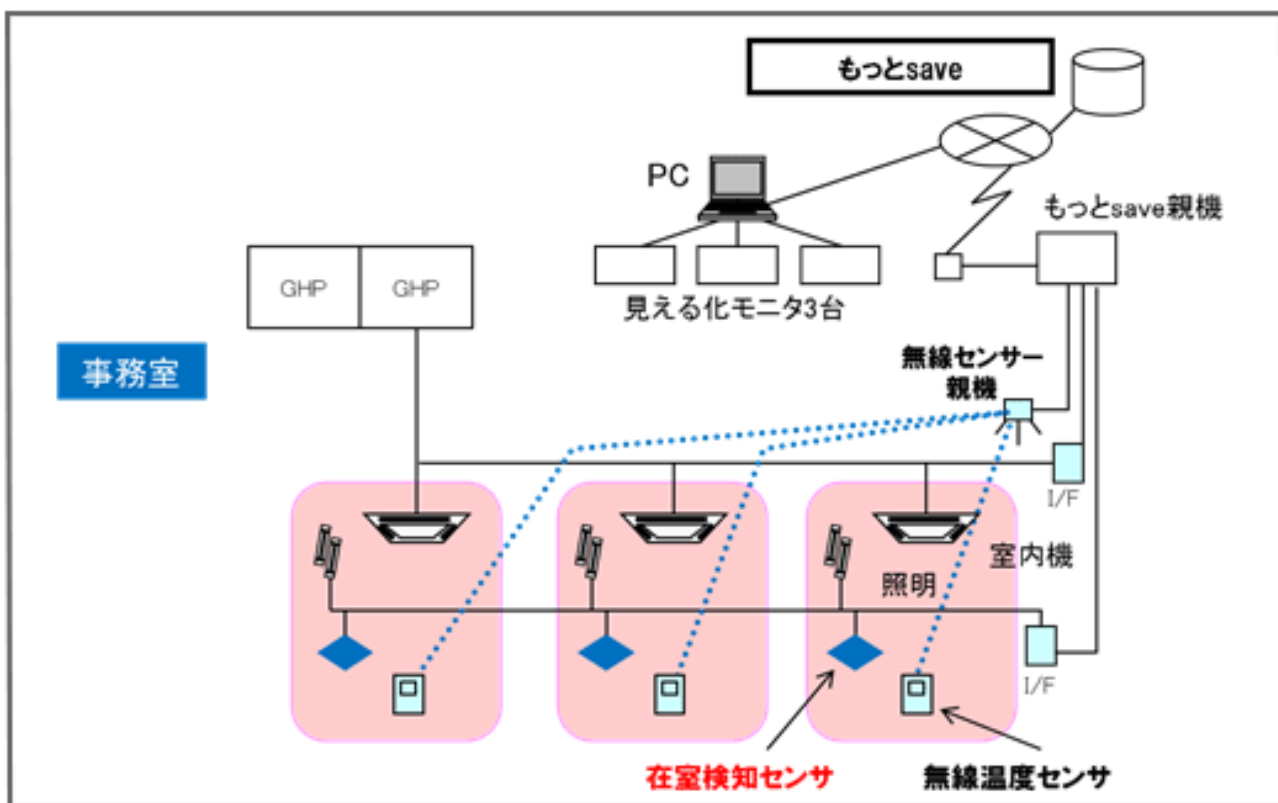 もっとsave
PC
もっとsave親機
GHP
GHP
見える化モニタ3台
事務室
無線センサー
親機
I/F
室内機
照明
I/F
在室検知センサ
無線温度センサ